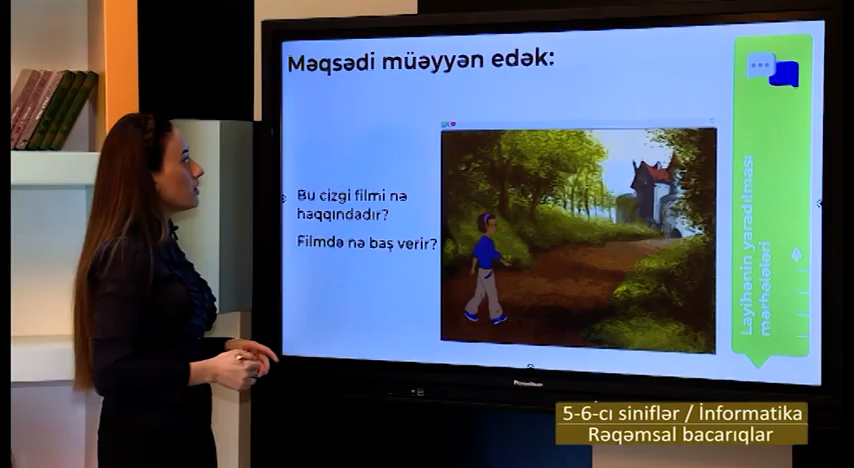 Məqsədi müəyyən edək:
Bu cizgi filmi nə
haqqındadır?
Filmdə nə baş verir?
Layihənin yaradılması
mərhələləri
5-6-cı siniflər / İnformatika
Rəqəmsal bacarıqlar